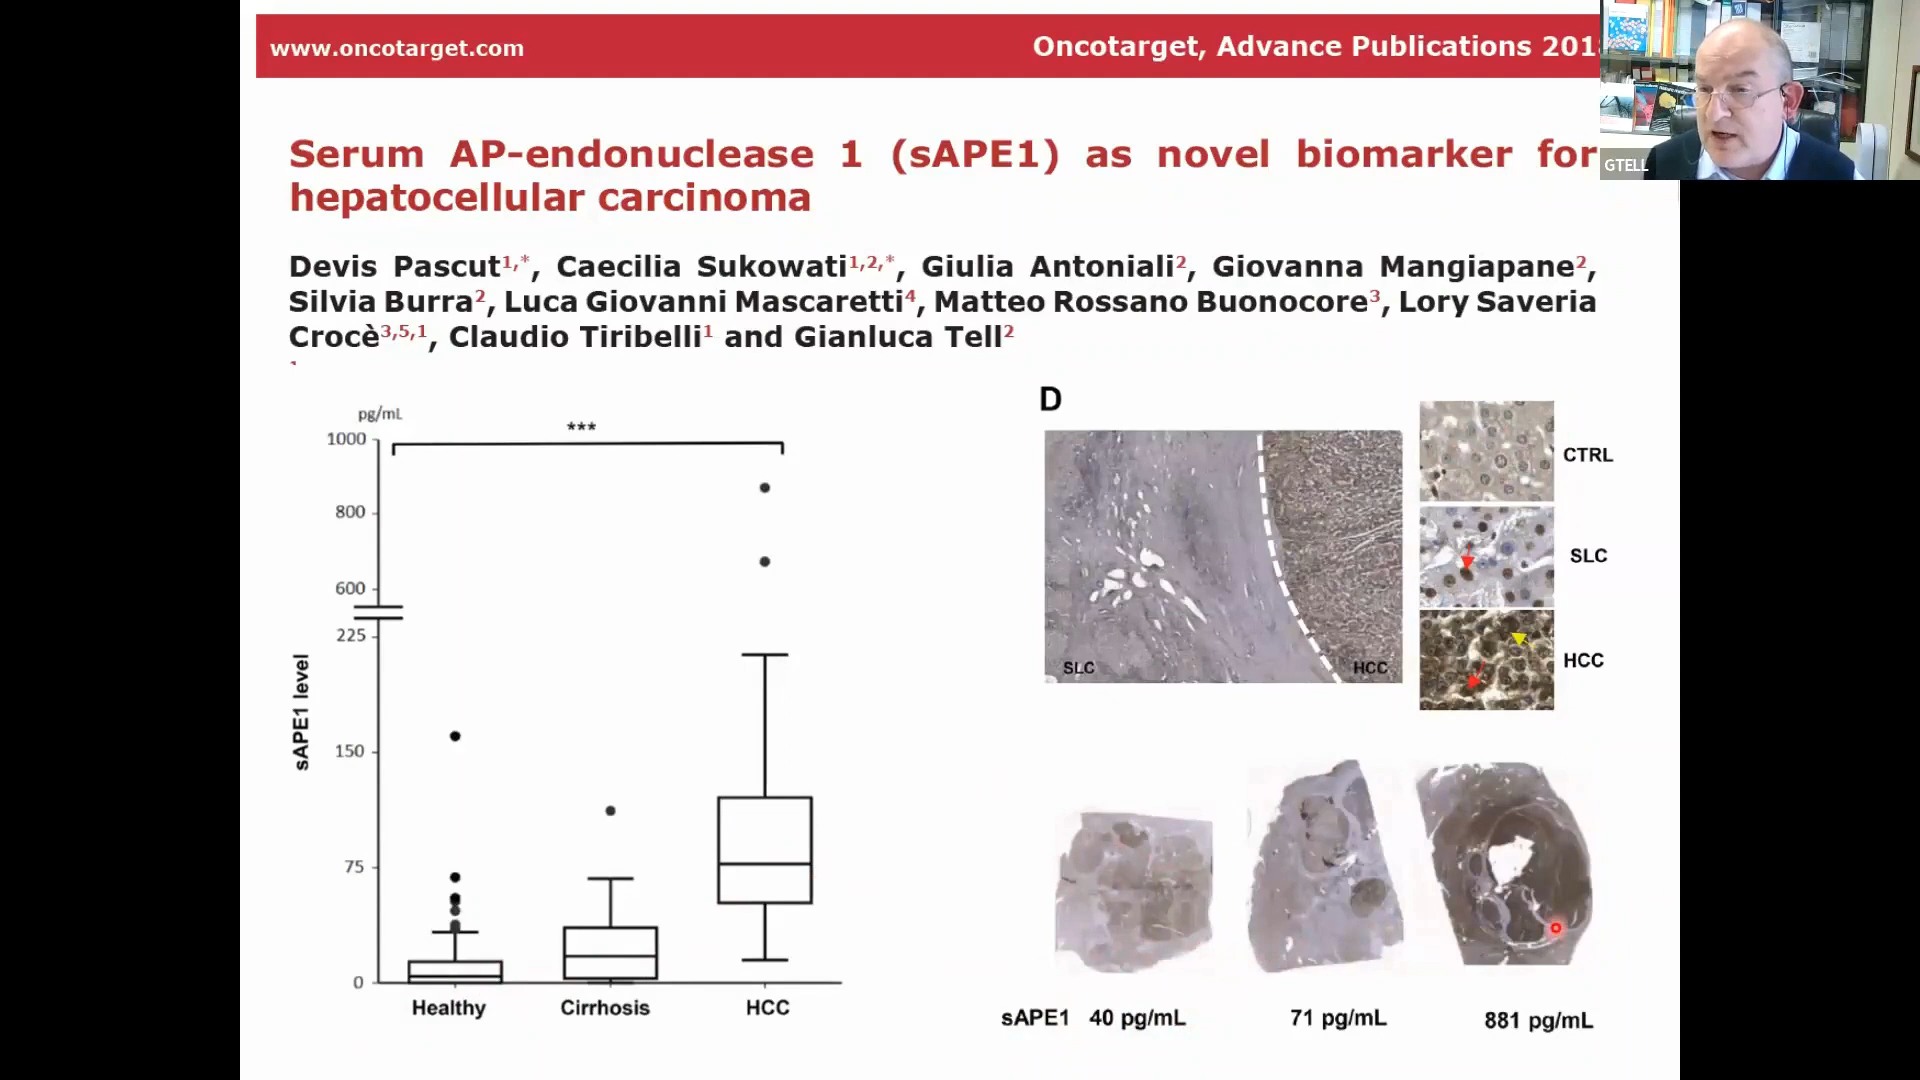 www.oncotarget.com
Oncotarget, Advance Publications 201
GTELL
Serum AP-endonuclease 1 (sAPE1) as novel biomarker for
hepatocellular carcinoma
Devis Pascut1,*, Caecilia Sukowati1,2,*, Giulia Antoniali2, Giovanna Mangiapane2,
Silvia Burra2, Luca Giovanni Mascaretti4, Matteo Rossano Buonocore3, Lory Saveria
Crocè3,5,1, Claudio Tiribelli1 and Gianluca Tell2
pg/mL
***
1000
800
600
225
150
75
0
sAPE1 level
Healthy
Cirrhosis
HCC
D
SLC
HCC
CTRL
SLC
HCC
sAPE1 40 pg/mL
71 pg/mL
881 pg/mL